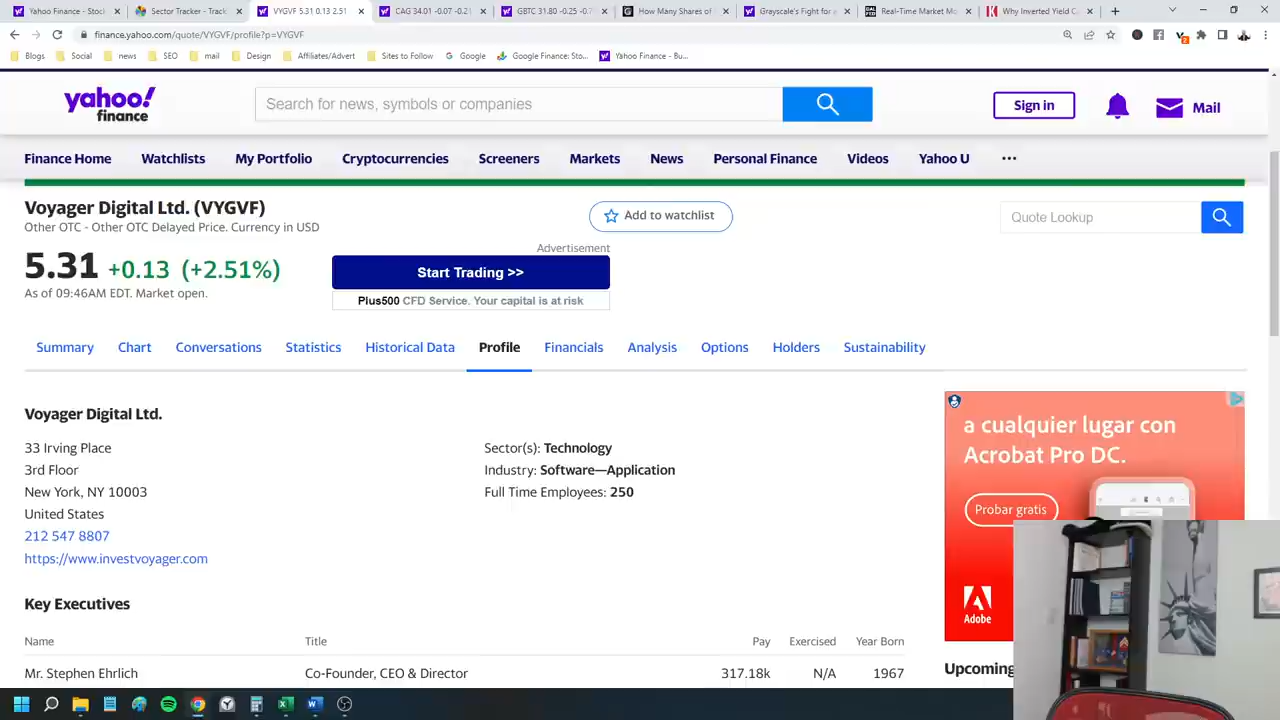 Yahoo Finance - Stoc
Sector Tracker - Track
VYGVF 5.31 0.13 2.51
CAG 34.01 -0.07 -0.2
GBTC 31.80 -0.25 -0.7
How Many Shares of
Grayscale's Fight for
Real-Time Market Mo
Why Inverted Yield C
finance.yahoo.com/quote/VYGVF/profile?p=VYGVF
Blogs Social news SEO mail Design Affiliates/Advert Sites to Follow Google Google Finance: Sto... Yahoo Finance - Bu...
yahoo!
finance
Search for news, symbols or companies
Sign in
Mail
Finance Home Watchlists My Portfolio Cryptocurrencies Screeners Markets News Personal Finance Videos Yahoo U ...
Voyager Digital Ltd. (VYGVF)
Other OTC - Other OTC Delayed Price. Currency in USD
Add to watchlist
Quote Lookup
5.31 +0.13 (+2.51%)
As of 09:46AM EDT. Market open.
Advertisement
Start Trading >>
Plus500 CFD Service. Your capital is at risk
Summary Chart Conversations Statistics Historical Data Profile Financials Analysis Options Holders Sustainability
Voyager Digital Ltd.
33 Irving Place
3rd Floor
New York, NY 10003
United States
212 547 8807
https://www.investvoyager.com
Sector(s): Technology
Industry: Software—Application
Full Time Employees: 250
Key Executives
Name Title Pay Exercised Year Born
Mr. Stephen Ehrlich Co-Founder, CEO & Director 317.18k N/A 1967
a cualquier lugar con
Acrobat Pro DC.
Probar gratis
Adobe
Upcoming